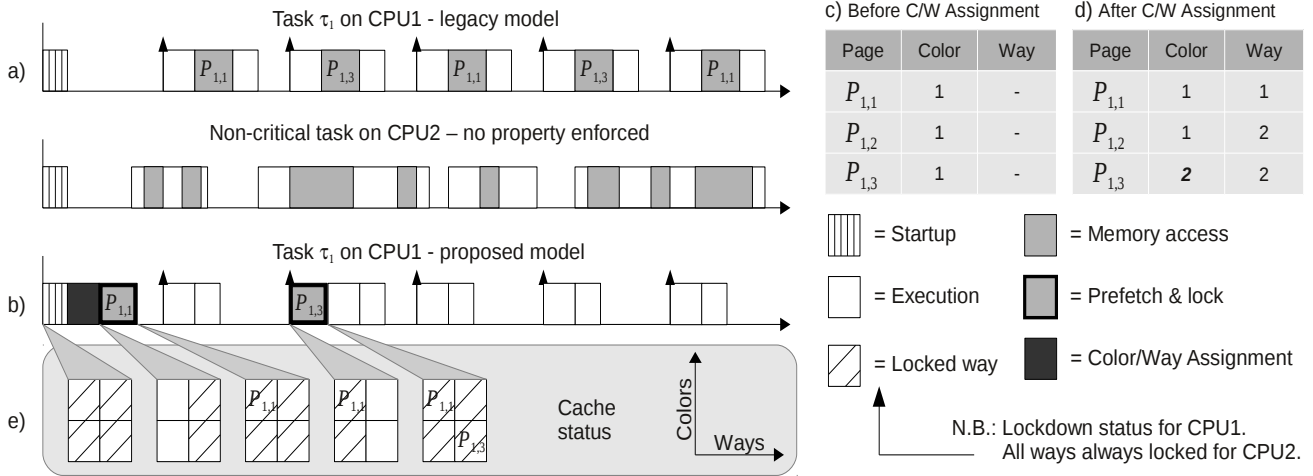 Task τ1 on CPU1 - legacy model
a)
P1,1
P1,3
P1,1
P1,3
P1,1
Non-critical task on CPU2 – no property enforced
Task τ1 on CPU1 - proposed model
b)
P1,1
P1,3
e)
P1,1
P1,1
P1,1
P1,3
Cache
status
Colors
Ways
c) Before C/W Assignment
Page Color Way
P1,1 1 -
P1,2 1 -
P1,3 1 -
d) After C/W Assignment
Page Color Way
P1,1 1 1
P1,2 1 2
P1,3 2 2
= Startup
= Memory access
= Execution
= Prefetch & lock
= Locked way
= Color/Way Assignment
N.B.: Lockdown status for CPU1.
All ways always locked for CPU2.